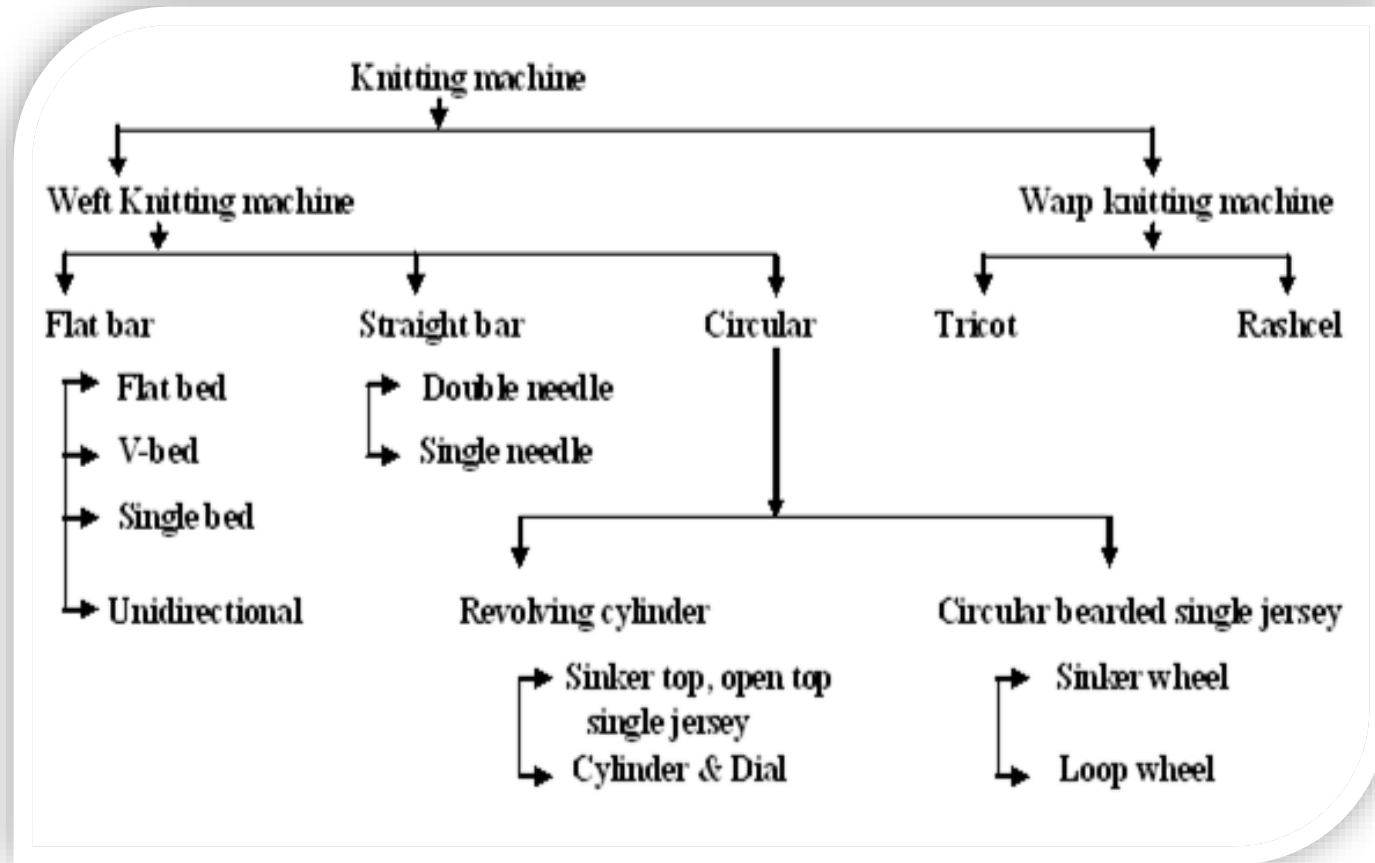 Knitting machine
Weft Knitting machine
Warp knitting machine
Flat bar
Straight bar
Circular
Tricot
Rashcel
Flat bed
Double needle
V-bed
Single needle
Single bed
Unidirectional
Revolving cylinder
Circular bearded single jersey
Sinker top, open top
single jersey
Sinker wheel
Cylinder & Dial
Loop wheel